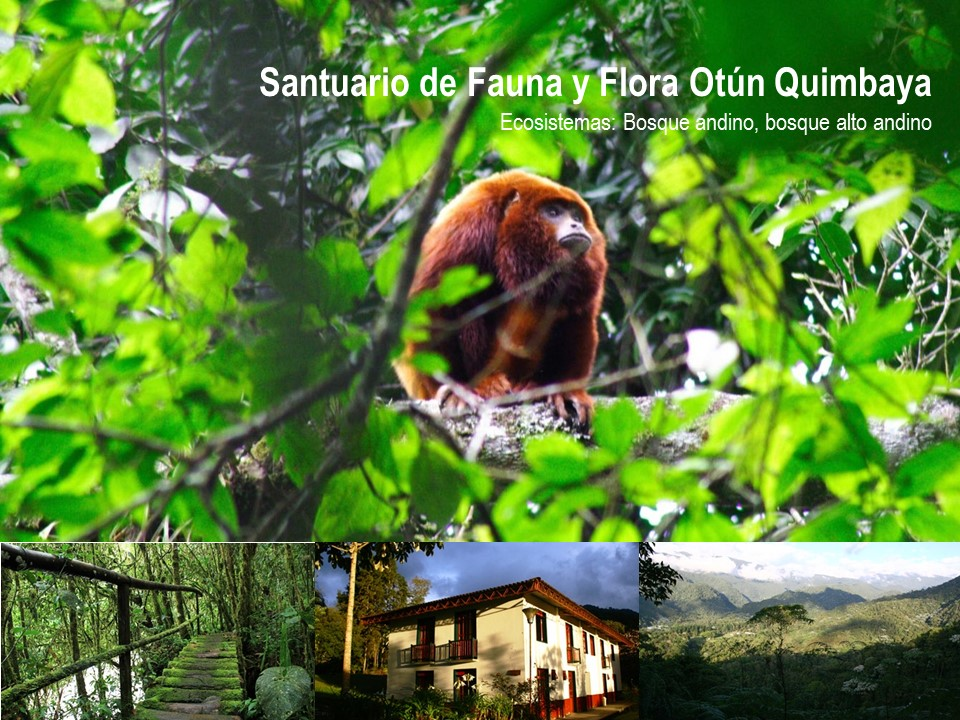 Santuario de Fauna y Flora Otún Quimbaya
Ecosistemas: Bosque andino, bosque alto andino